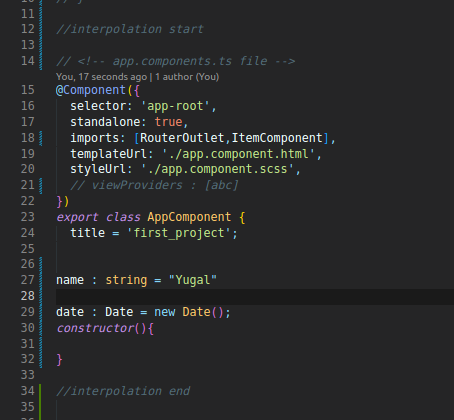 10 // }
11
12 //interpolation start
13
14 // <!-- app.components.ts file -->
You, 17 seconds ago | 1 author (You)
15 @Component({
16 selector: 'app-root',
17 standalone: true,
18 imports: [RouterOutlet,ItemComponent],
19 templateUrl: './app.component.html',
20 styleUrl: './app.component.scss',
21 // viewProviders : [abc]
22 })
23 export class AppComponent {
24 title = 'first_project';
25
26
27 name : string = "Yugal"
28
29 date : Date = new Date();
30 constructor(){
31
32 }
33
34 //interpolation end
35